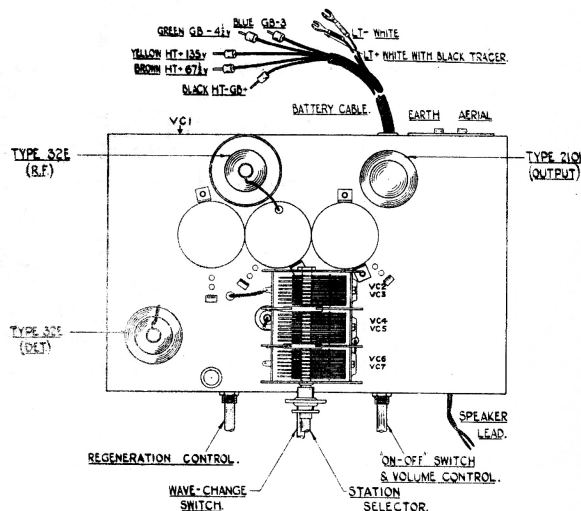 GREEN GB-4½v
BLUE GB-3
LT- WHITE
YELLOW HT+135v
LT+ WHITE WITH BLACK TRACER.
BROWN HT+67½v
BLACK HT-GB+
BATTERY CABLE.
EARTH AERIAL
VC1
TYPE 32E
(R.F.)
TYPE 210
(OUTPUT)
VC2
VC3
VC4
VC5
TYPE 32E
(DET.)
VC6
VC7
SPEAKER
LEAD.
REGENERATION CONTROL.
"ON-OFF" SWITCH
& VOLUME CONTROL.
WAVE-CHANGE
SWITCH.
STATION
SELECTOR.